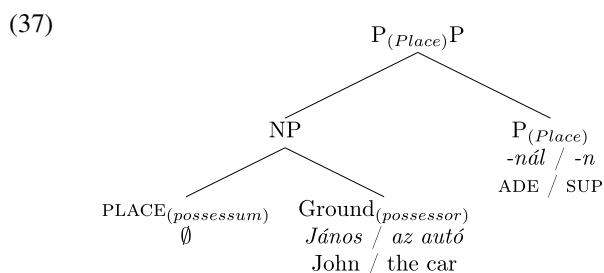 (37)
P(Place)P
NP
P(Place)
-nál / -n
ADE / SUP
PLACE(possessum)
∅
Ground(possessor)
János / az autó
John / the car